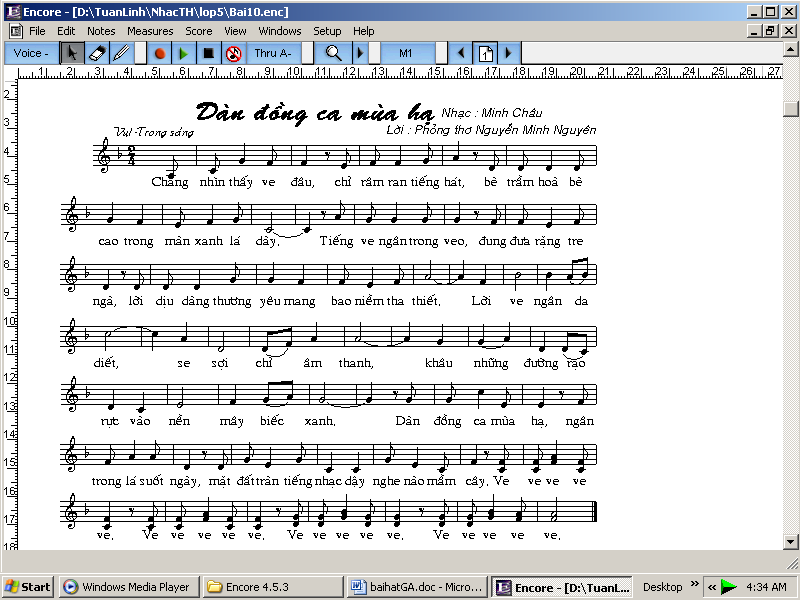 Encore - [D:\TuanLinh\NhacTH\lop5\Bai10.enc]
File Edit Notes Measures Score View Windows Setup Help
Voice - Thru A- M1 1
1 2 3 4 5 6 7 8 9 10 11 12 13 14 15 16 17 18 19 20 21 22 23 24 25 26 27
2
3
4
5
6
7
8
9
10
11
12
13
14
15
16
17
18
Dàn đồng ca mùa hạ
Nhạc : Minh Châu
Lời : Phỏng thơ Nguyễn Minh Nguyên
Vui-Trong sáng
2
4
Chẳng nhìn thấy ve đâu, chỉ râm ran tiếng hát, bè trầm hoà bè
cao trong màn xanh lá dày. Tiếng ve ngân trong veo, đung đưa rặng tre
ngà, lời dịu dàng thương yêu mang bao niềm tha thiết. Lời ve ngân da
diết, se sợi chỉ âm thanh, khâu những đường rạo
rực vào nền mây biếc xanh. Dàn đồng ca mùa hạ, ngân
trong lá suốt ngày, mặt đất tràn tiếng nhạc dậy nghe nảo mầm cây. Ve ve ve ve
ve. Ve ve ve ve ve. Ve ve ve ve ve. Ve ve ve ve ve.
Start Windows Media Player Encore 4.5.3 baihatGA.doc - Micro... Encore - [D:\TuanL... Desktop » « 4:34 AM